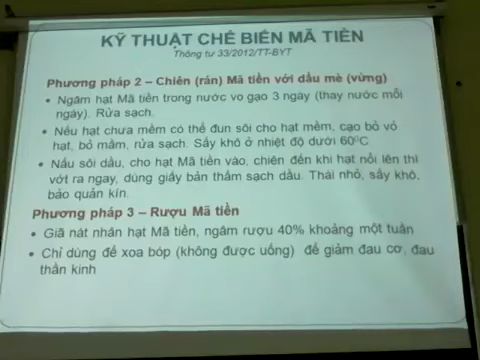 KỸ THUẬT CHẾ BIẾN MÃ TIỀN
Thông tư 33/2012/TT-BYT
Phương pháp 2 – Chiên (rán) Mã tiền với dầu mè (vừng)
• Ngâm hạt Mã tiền trong nước vo gạo 3 ngày (thay nước mỗi
ngày). Rửa sạch.
• Nếu hạt chưa mềm có thể đun sôi cho hạt mềm, cạo bỏ vỏ
hạt, bỏ mầm, rửa sạch. Sấy khô ở nhiệt độ dưới 60⁰C
• Nấu sôi dầu, cho hạt Mã tiền vào, chiên đến khi hạt nổi lên thì
vớt ra ngay, dùng giấy bản thấm sạch dầu. Thái nhỏ, sấy khô,
bảo quản kín.
Phương pháp 3 – Rượu Mã tiền
• Giã nát nhân hạt Mã tiền, ngâm rượu 40% khoảng một tuần
• Chỉ dùng để xoa bóp (không được uống) để giảm đau cơ, đau
thần kinh